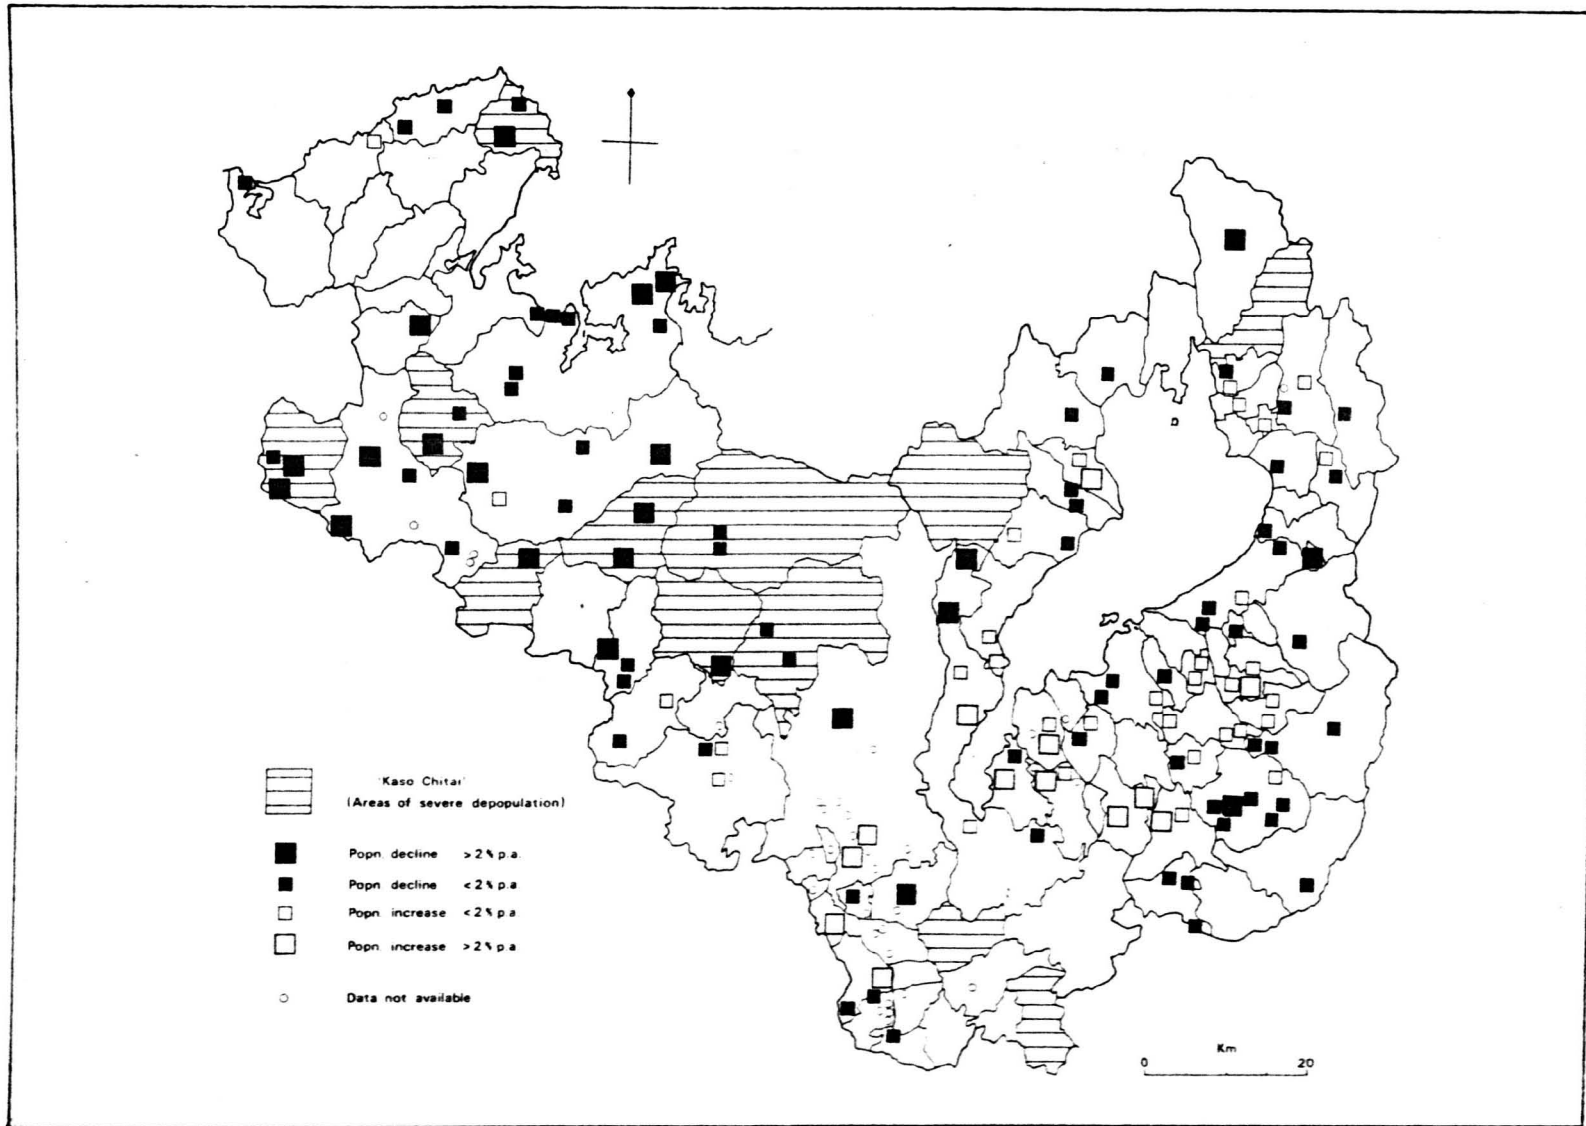 'Kaso Chitai'
(Areas of severe depopulation)
Popn. decline >2% p.a.
Popn. decline <2% p.a.
Popn. increase <2% p.a.
Popn. increase >2% p.a.
Data not available
Km
0 20